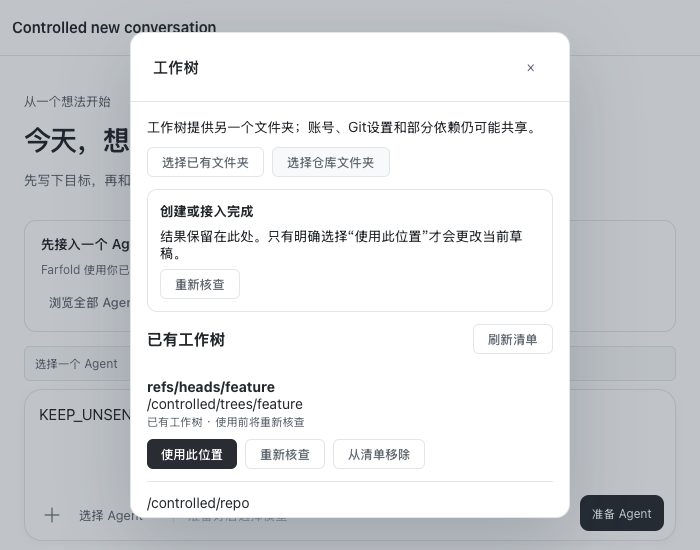 Controlled new conversation
从一个想法开始
今天，想
先写下目标，再和
先接入一个 Ag
Farfold 使用你已
浏览全部 Agen
选择一个 Agent
KEEP_UNSEN
选择 Agent
准备 Agent
工作树
×
工作树提供另一个文件夹；账号、Git设置和部分依赖仍可能共享。
选择已有文件夹
选择仓库文件夹
创建或接入完成
结果保留在此处。只有明确选择“使用此位置”才会更改当前草
稿。
重新核查
已有工作树
刷新清单
refs/heads/feature
/controlled/trees/feature
已有工作树 · 使用前将重新核查
使用此位置
重新核查
从清单移除
/controlled/repo